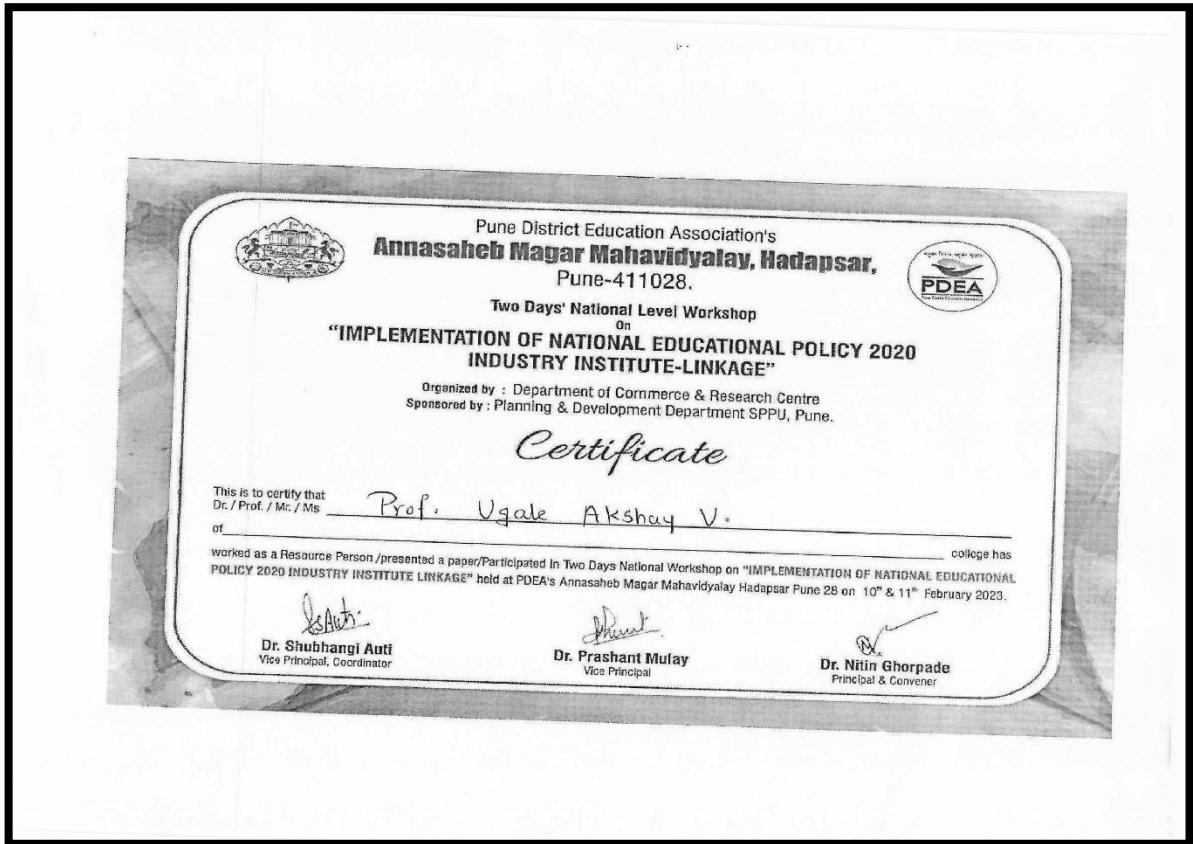 Pune District Education Association's
Annasaheb Magar Mahavidyalay, Hadapsar,
Pune-411028.
PDEA
Two Days' National Level Workshop
On
"IMPLEMENTATION OF NATIONAL EDUCATIONAL POLICY 2020
INDUSTRY INSTITUTE-LINKAGE"
Organized by : Department of Commerce & Research Centre
Sponsored by : Planning & Development Department SPPU, Pune.
Certificate
This is to certify that
Dr. / Prof. / Mr. / Ms Prof. Ugale Akshay V.
of college has
worked as a Resource Person /presented a paper/Participated in Two Days National Workshop on "IMPLEMENTATION OF NATIONAL EDUCATIONAL
POLICY 2020 INDUSTRY INSTITUTE LINKAGE" held at PDEA's Annasaheb Magar Mahavidyalay Hadapsar Pune 28 on 10th & 11th February 2023.
Dr. Shubhangi Auti
Vice Principal, Coordinator
Dr. Prashant Mulay
Vice Principal
Dr. Nitin Ghorpade
Principal & Convener